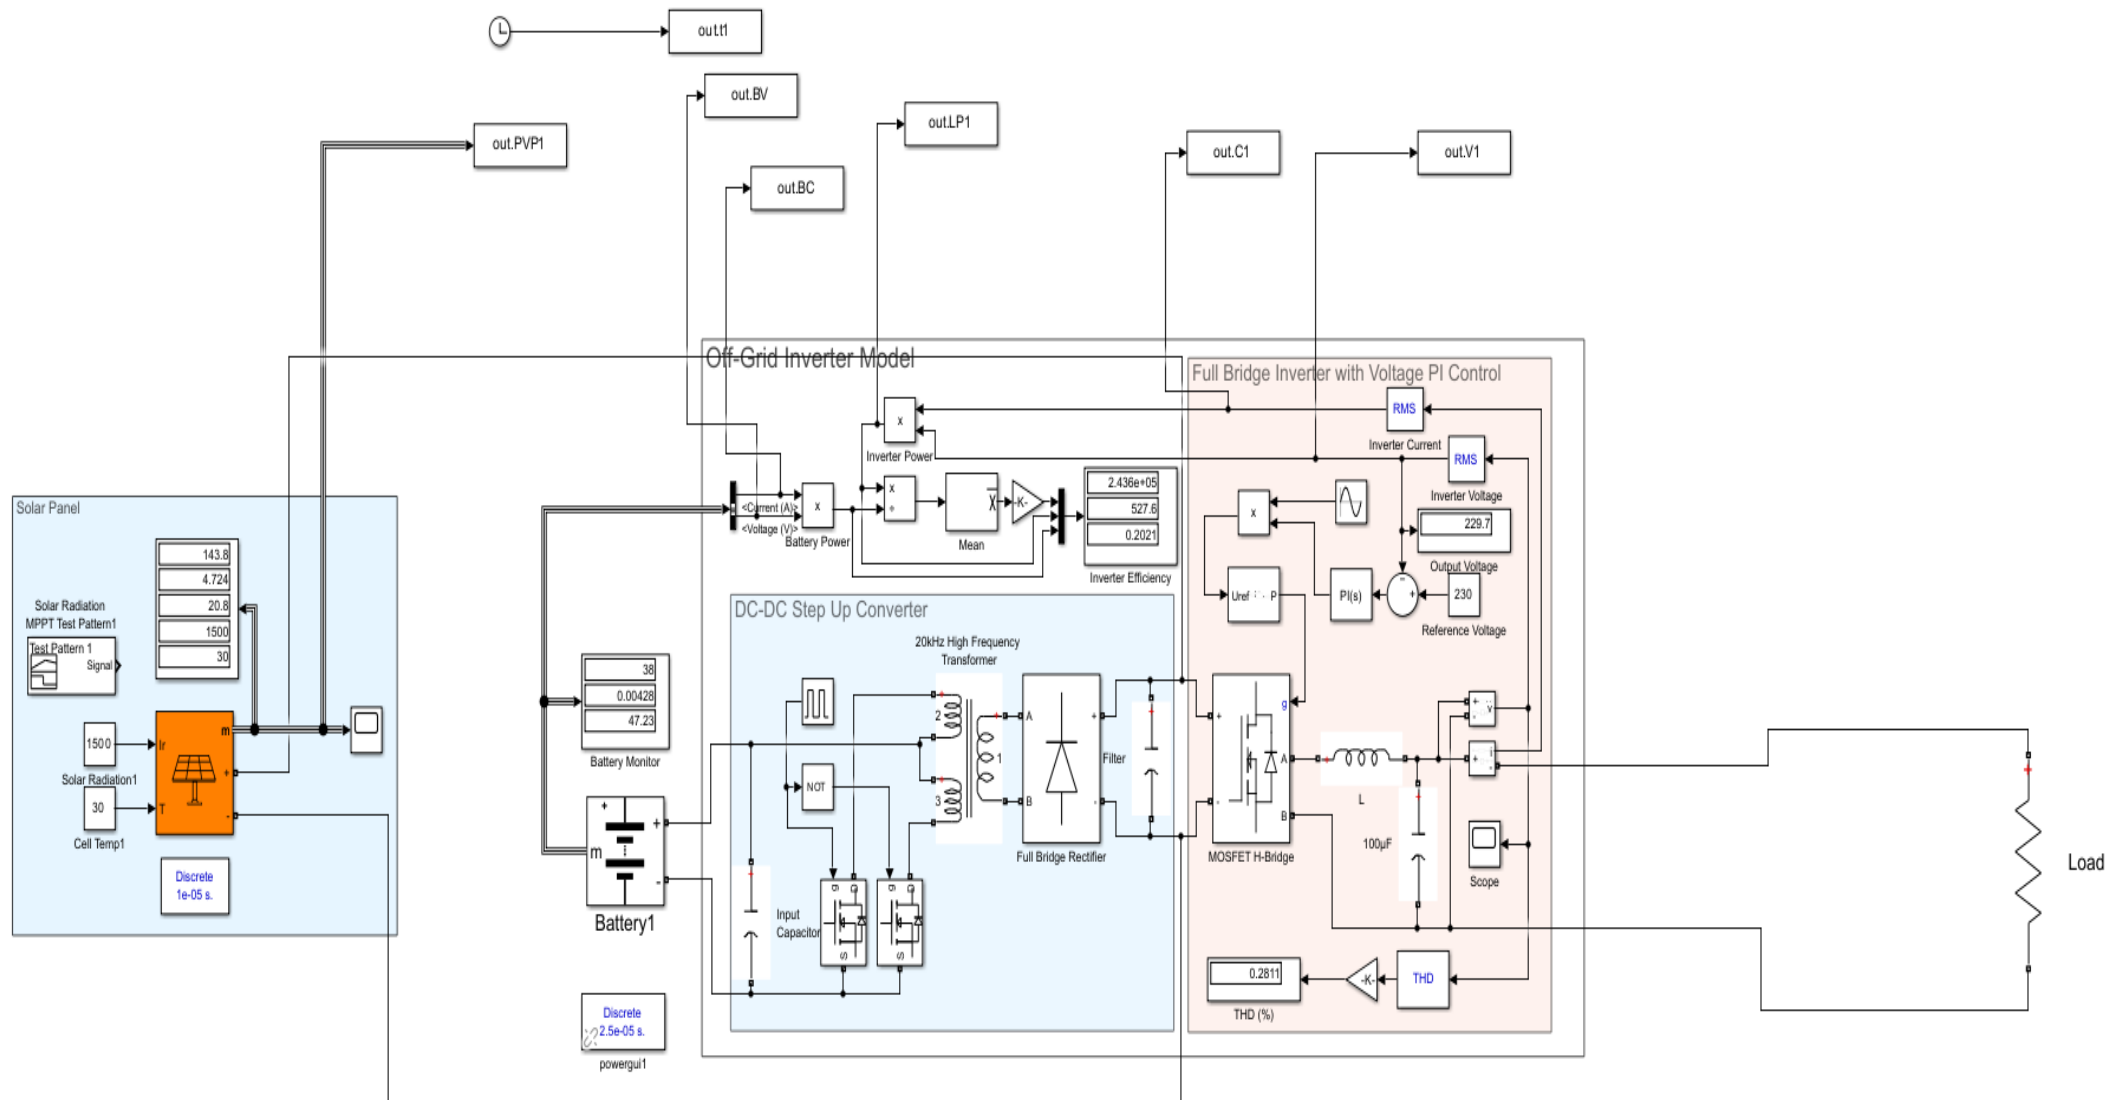 out.t1
out.BV
out.LP1
out.PVP1
out.C1
out.V1
out.BC
Off-Grid Inverter Model
Full Bridge Inverter with Voltage PI Control
RMS
Inverter Current
x
Inverter Power
RMS
Inverter Voltage
<Current (A)>
<Voltage (V)>
x
Battery Power
x
÷
X
Mean
-K-
2.436e+05
527.6
0.2021
Inverter Efficiency
x
229.7
Output Voltage
Uref
P
PI(s)
-
+
230
Reference Voltage
Solar Panel
143.8
4.724
20.8
1500
30
Solar Radiation
MPPT Test Pattern1
Test Pattern 1
Signal
1500
Solar Radiation1
30
Cell Temp1
Ir
T
m
+
-
Discrete
1e-05 s.
38
0.00428
47.23
Battery Monitor
+
m
+
-
Battery1
Discrete
2.5e-05 s.
powergui1
DC-DC Step Up Converter
20kHz High Frequency
Transformer
NOT
+
2
+
3
+
1
A
B
+
-
Full Bridge Rectifier
Filter
+
Input
Capacitor
+
g
D
S
g
D
S
+
-
g
A
B
MOSFET H-Bridge
+
L
+
100µF
+
-
v
+
i
-
Scope
0.2811
THD (%)
-K-
THD
+
Load